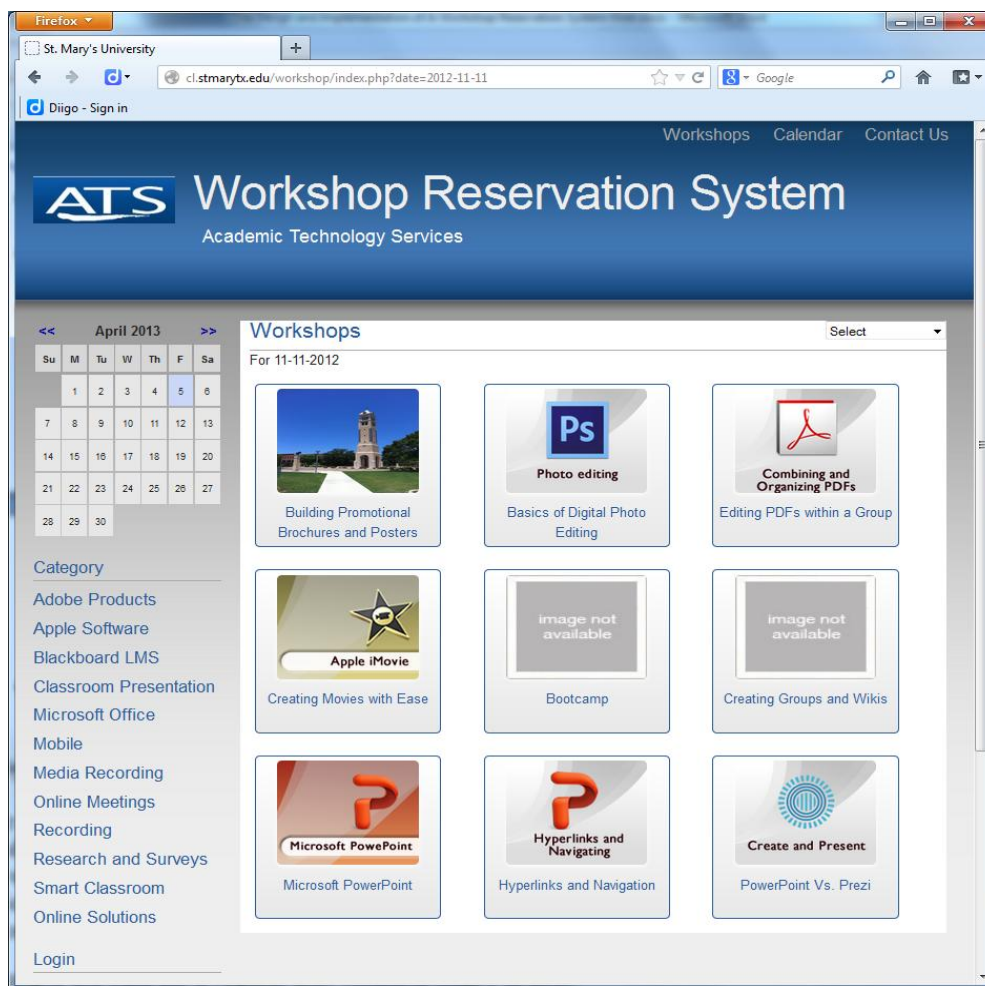 Firefox
St. Mary's University
+
cl.stmarytx.edu/workshop/index.php?date=2012-11-11
Google
Diigo - Sign in
Workshops Calendar Contact Us
ATS
Workshop Reservation System
Academic Technology Services
<< April 2013 >>
Su M Tu W Th F Sa
1 2 3 4 5 6
7 8 9 10 11 12 13
14 15 16 17 18 19 20
21 22 23 24 25 26 27
28 29 30
Category
Adobe Products
Apple Software
Blackboard LMS
Classroom Presentation
Microsoft Office
Mobile
Media Recording
Online Meetings
Recording
Research and Surveys
Smart Classroom
Online Solutions
Login
Workshops
Select
For 11-11-2012
Building Promotional
Brochures and Posters
Ps
Photo editing
Basics of Digital Photo
Editing
Combining and
Organizing PDFs
Editing PDFs within a Group
Apple iMovie
Creating Movies with Ease
image not
available
Bootcamp
image not
available
Creating Groups and Wikis
Microsoft PowePoint
Microsoft PowerPoint
Hyperlinks and
Navigating
Hyperlinks and Navigation
Create and Present
PowerPoint Vs. Prezi